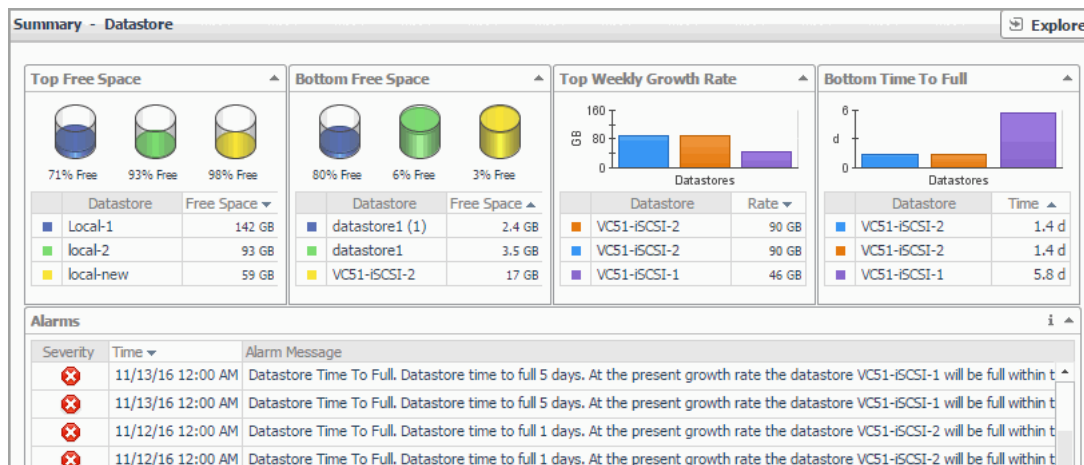 Summary - Datastore
Explore
Top Free Space
71% Free 93% Free 98% Free
Datastore Free Space
Local-1 142 GB
local-2 93 GB
local-new 59 GB
Bottom Free Space
80% Free 6% Free 3% Free
Datastore Free Space
datastore1 (1) 2.4 GB
datastore1 3.5 GB
VC51-iSCSI-2 17 GB
Top Weekly Growth Rate
160
80
0
GB
Datastores
Datastore Rate
VC51-iSCSI-2 90 GB
VC51-iSCSI-2 90 GB
VC51-iSCSI-1 46 GB
Bottom Time To Full
6
d
0
Datastores
Datastore Time
VC51-iSCSI-2 1.4 d
VC51-iSCSI-2 1.4 d
VC51-iSCSI-1 5.8 d
Alarms
Severity Time Alarm Message
11/13/16 12:00 AM Datastore Time To Full. Datastore time to full 5 days. At the present growth rate the datastore VC51-iSCSI-1 will be full within t
11/13/16 12:00 AM Datastore Time To Full. Datastore time to full 5 days. At the present growth rate the datastore VC51-iSCSI-1 will be full within t
11/12/16 12:00 AM Datastore Time To Full. Datastore time to full 1 days. At the present growth rate the datastore VC51-iSCSI-2 will be full within t
11/12/16 12:00 AM Datastore Time To Full. Datastore time to full 1 days. At the present growth rate the datastore VC51-iSCSI-2 will be full within t